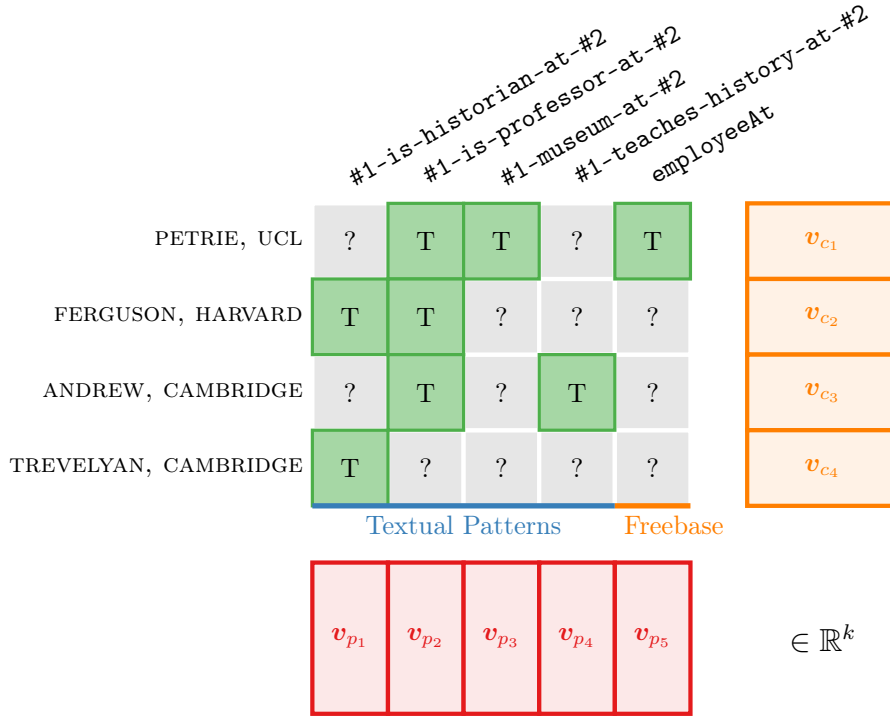 #1-is-historian-at-#2
#1-is-professor-at-#2
#1-museum-at-#2
#1-teaches-history-at-#2
employeeAt
PETRIE, UCL ? T T ? T v_{c_1}
FERGUSON, HARVARD T T ? ? ? v_{c_2}
ANDREW, CAMBRIDGE ? T ? T ? v_{c_3}
TREVELYAN, CAMBRIDGE T ? ? ? ? v_{c_4}
Textual Patterns Freebase
v_{p_1} v_{p_2} v_{p_3} v_{p_4} v_{p_5} ∈ ℝ^k